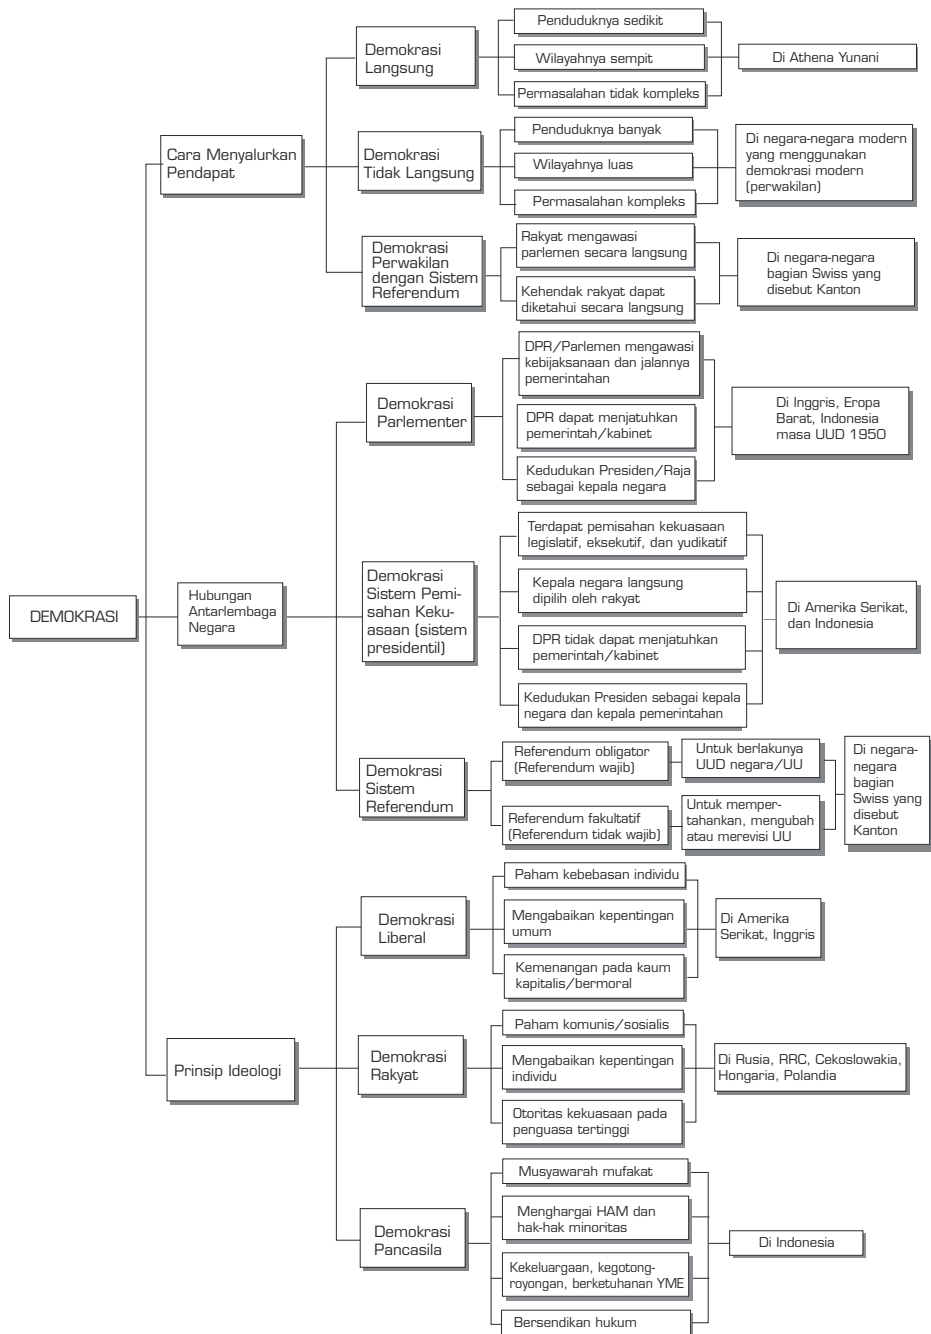 DEMOKRASI
Cara Menyalurkan
Pendapat
Demokrasi
Langsung
Penduduknya sedikit
Wilayahnya sempit
Permasalahan tidak kompleks
Di Athena Yunani
Demokrasi
Tidak Langsung
Penduduknya banyak
Wilayahnya luas
Permasalahan kompleks
Di negara-negara modern
yang menggunakan
demokrasi modern
(perwakilan)
Demokrasi
Perwakilan
dengan Sistem
Referendum
Rakyat mengawasi
parlemen secara langsung
Kehendak rakyat dapat
diketahui secara langsung
Di negara-negara
bagian Swiss yang
disebut Kanton
Hubungan
Antarlembaga
Negara
Demokrasi
Parlementer
DPR/Parlemen mengawasi
kebijaksanaan dan jalannya
pemerintahan
DPR dapat menjatuhkan
pemerintah/kabinet
Kedudukan Presiden/Raja
sebagai kepala negara
Di Inggris, Eropa
Barat, Indonesia
masa UUD 1950
Demokrasi
Sistem Pemi-
sahan Keku-
asaan (sistem
presidentil)
Terdapat pemisahan kekuasaan
legislatif, eksekutif, dan yudikatif
Kepala negara langsung
dipilih oleh rakyat
DPR tidak dapat menjatuhkan
pemerintah/kabinet
Kedudukan Presiden sebagai kepala
negara dan kepala pemerintahan
Di Amerika Serikat,
dan Indonesia
Demokrasi
Sistem
Referendum
Referendum obligator
(Referendum wajib)
Untuk berlakunya
UUD negara/UU
Referendum fakultatif
(Referendum tidak wajib)
Untuk memper-
tahankan, mengubah
atau merevisi UU
Di negara-
negara
bagian
Swiss yang
disebut
Kanton
Prinsip Ideologi
Demokrasi
Liberal
Paham kebebasan individu
Mengabaikan kepentingan
umum
Kemenangan pada kaum
kapitalis/bermoral
Di Amerika
Serikat, Inggris
Demokrasi
Rakyat
Paham komunis/sosialis
Mengabaikan kepentingan
individu
Otoritas kekuasaan pada
penguasa tertinggi
Di Rusia, RRC, Cekoslowakia,
Hongaria, Polandia
Demokrasi
Pancasila
Musyawarah mufakat
Menghargai HAM dan
hak-hak minoritas
Kekeluargaan, kegotong-
royongan, berketuhanan YME
Bersendikan hukum
Di Indonesia